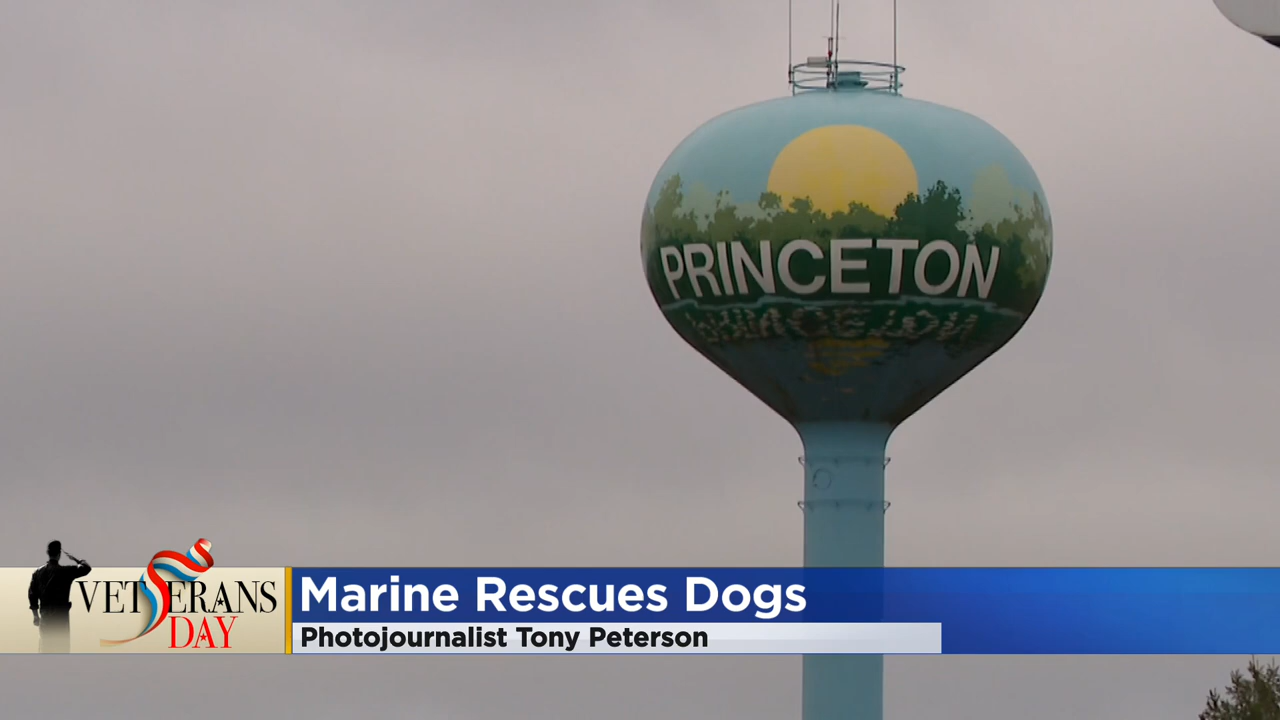 PRINCETON
VETERANS
DAY
Marine Rescues Dogs
Photojournalist Tony Peterson